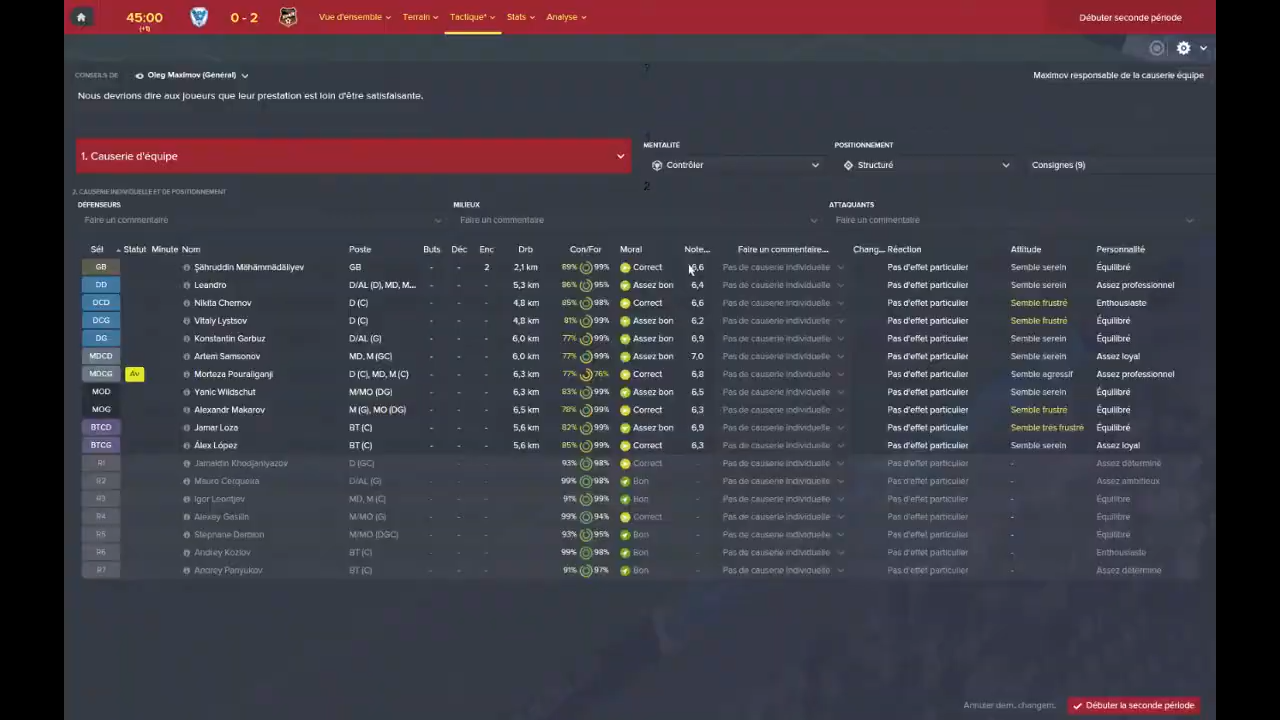 45:00 0 - 2 Vue d'ensemble Terrain Tactique* Stats Analyse Débuter seconde période
(+1)
CONSEILS DE Oleg Maximov (Général) Maximov responsable de la causerie équipe
Nous devrions dire aux joueurs que leur prestation est loin d'être satisfaisante.
MENTALITÉ POSITIONNEMENT
1. Causerie d'équipe Contrôler Structuré Consignes (9)
2. CAUSERIE INDIVIDUELLE ET DE POSITIONNEMENT
DÉFENSEURS MILIEUX ATTAQUANTS
Faire un commentaire Faire un commentaire Faire un commentaire
Sél Statut Minute Nom Poste Buts Déc Enc Drb Con/For Moral Note... Faire un commentaire... Chang... Réaction Attitude Personnalité
GB Şahruddin Mähämmädäliyev GB - - 2 2,1 km 89% 99% Correct 6,6 Pas de causerie individuelle Pas d'effet particulier Semble serein Équilibré
DD Leandro D/AL (D), MD, M... - - - 5,3 km 86% 95% Assez bon 6,4 Pas de causerie individuelle Pas d'effet particulier Semble serein Assez professionnel
DCD Nikita Chernov D (C) - - - 4,8 km 85% 98% Correct 6,6 Pas de causerie individuelle Pas d'effet particulier Semble frustré Enthousiaste
DCG Vitaly Lystsov D (C) - - - 4,8 km 81% 99% Assez bon 6,2 Pas de causerie individuelle Pas d'effet particulier Semble frustré Équilibré
DG Konstantin Garbuz D/AL (G) - - - 6,0 km 77% 99% Assez bon 6,9 Pas de causerie individuelle Pas d'effet particulier Semble serein Équilibré
MDCD Artem Samsonov MD, M (GC) - - - 6,0 km 77% 99% Assez bon 7,0 Pas de causerie individuelle Pas d'effet particulier Semble serein Assez loyal
MDCG Av Morteza Pouraliganji D (C), MD, M (C) - - - 6,3 km 77% 76% Correct 6,8 Pas de causerie individuelle Pas d'effet particulier Semble agressif Assez professionnel
MOD Yanic Wildschut M/MO (DG) - - - 6,3 km 83% 99% Assez bon 6,5 Pas de causerie individuelle Pas d'effet particulier Semble serein Équilibré
MOG Alexandr Makarov M (G), MO (DG) - - - 6,5 km 78% 99% Correct 6,3 Pas de causerie individuelle Pas d'effet particulier Semble frustré Équilibré
BTCD Jamar Loza BT (C) - - - 5,6 km 82% 99% Assez bon 6,9 Pas de causerie individuelle Pas d'effet particulier Semble très frustré Équilibré
BTCG Álex López BT (C) - - - 5,6 km 85% 99% Correct 6,3 Pas de causerie individuelle Pas d'effet particulier Semble serein Assez loyal
R1 Jamaldin Khodjaniyazov D (GC) - - - 93% 98% Correct - Pas de causerie individuelle Pas d'effet particulier - Assez déterminé
R2 Mauro Cerqueira D/AL (G) - - - 99% 98% Bon - Pas de causerie individuelle Pas d'effet particulier - Assez ambitieux
R3 Igor Leontjev MD, M (C) - - - 91% 99% Bon - Pas de causerie individuelle Pas d'effet particulier - Équilibré
R4 Alexey Gasilin M/MO (G) - - - 99% 94% Correct - Pas de causerie individuelle Pas d'effet particulier - Équilibré
R5 Stephane Darbion M/MO (DGC) - - - 93% 95% Bon - Pas de causerie individuelle Pas d'effet particulier - Équilibré
R6 Andrey Kozlov BT (C) - - - 99% 98% Bon - Pas de causerie individuelle Pas d'effet particulier - Enthousiaste
R7 Andrey Panyukov BT (C) - - - 91% 97% Bon - Pas de causerie individuelle Pas d'effet particulier - Assez déterminé
Annuler dern. changem. Débuter la seconde période